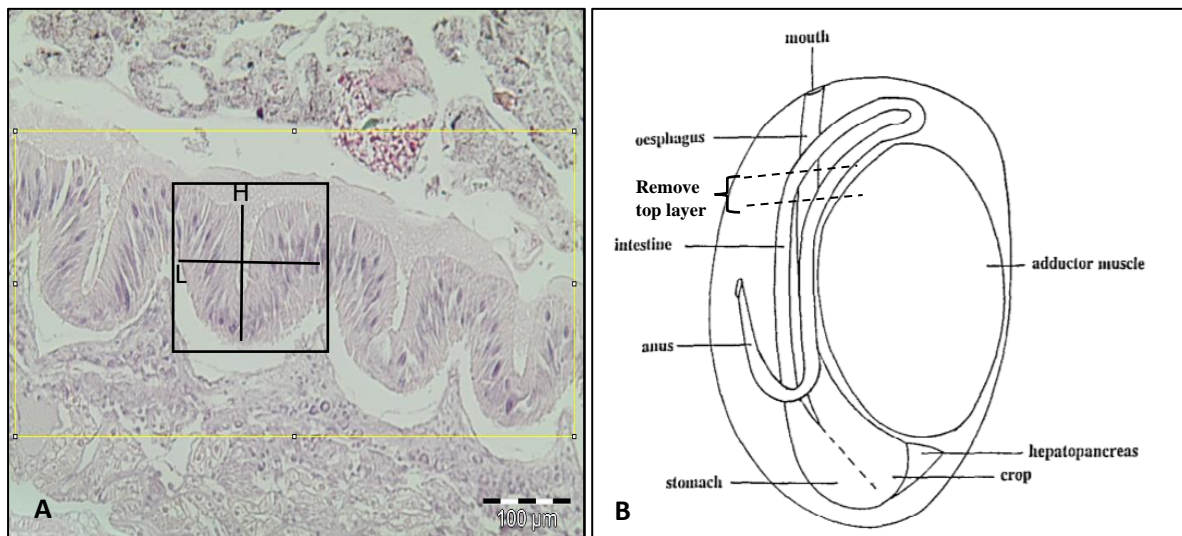 H
L
100 µm
A
mouth
oesphagus
Remove
top layer
intestine
adductor muscle
anus
hepatopancreas
crop
stomach
B